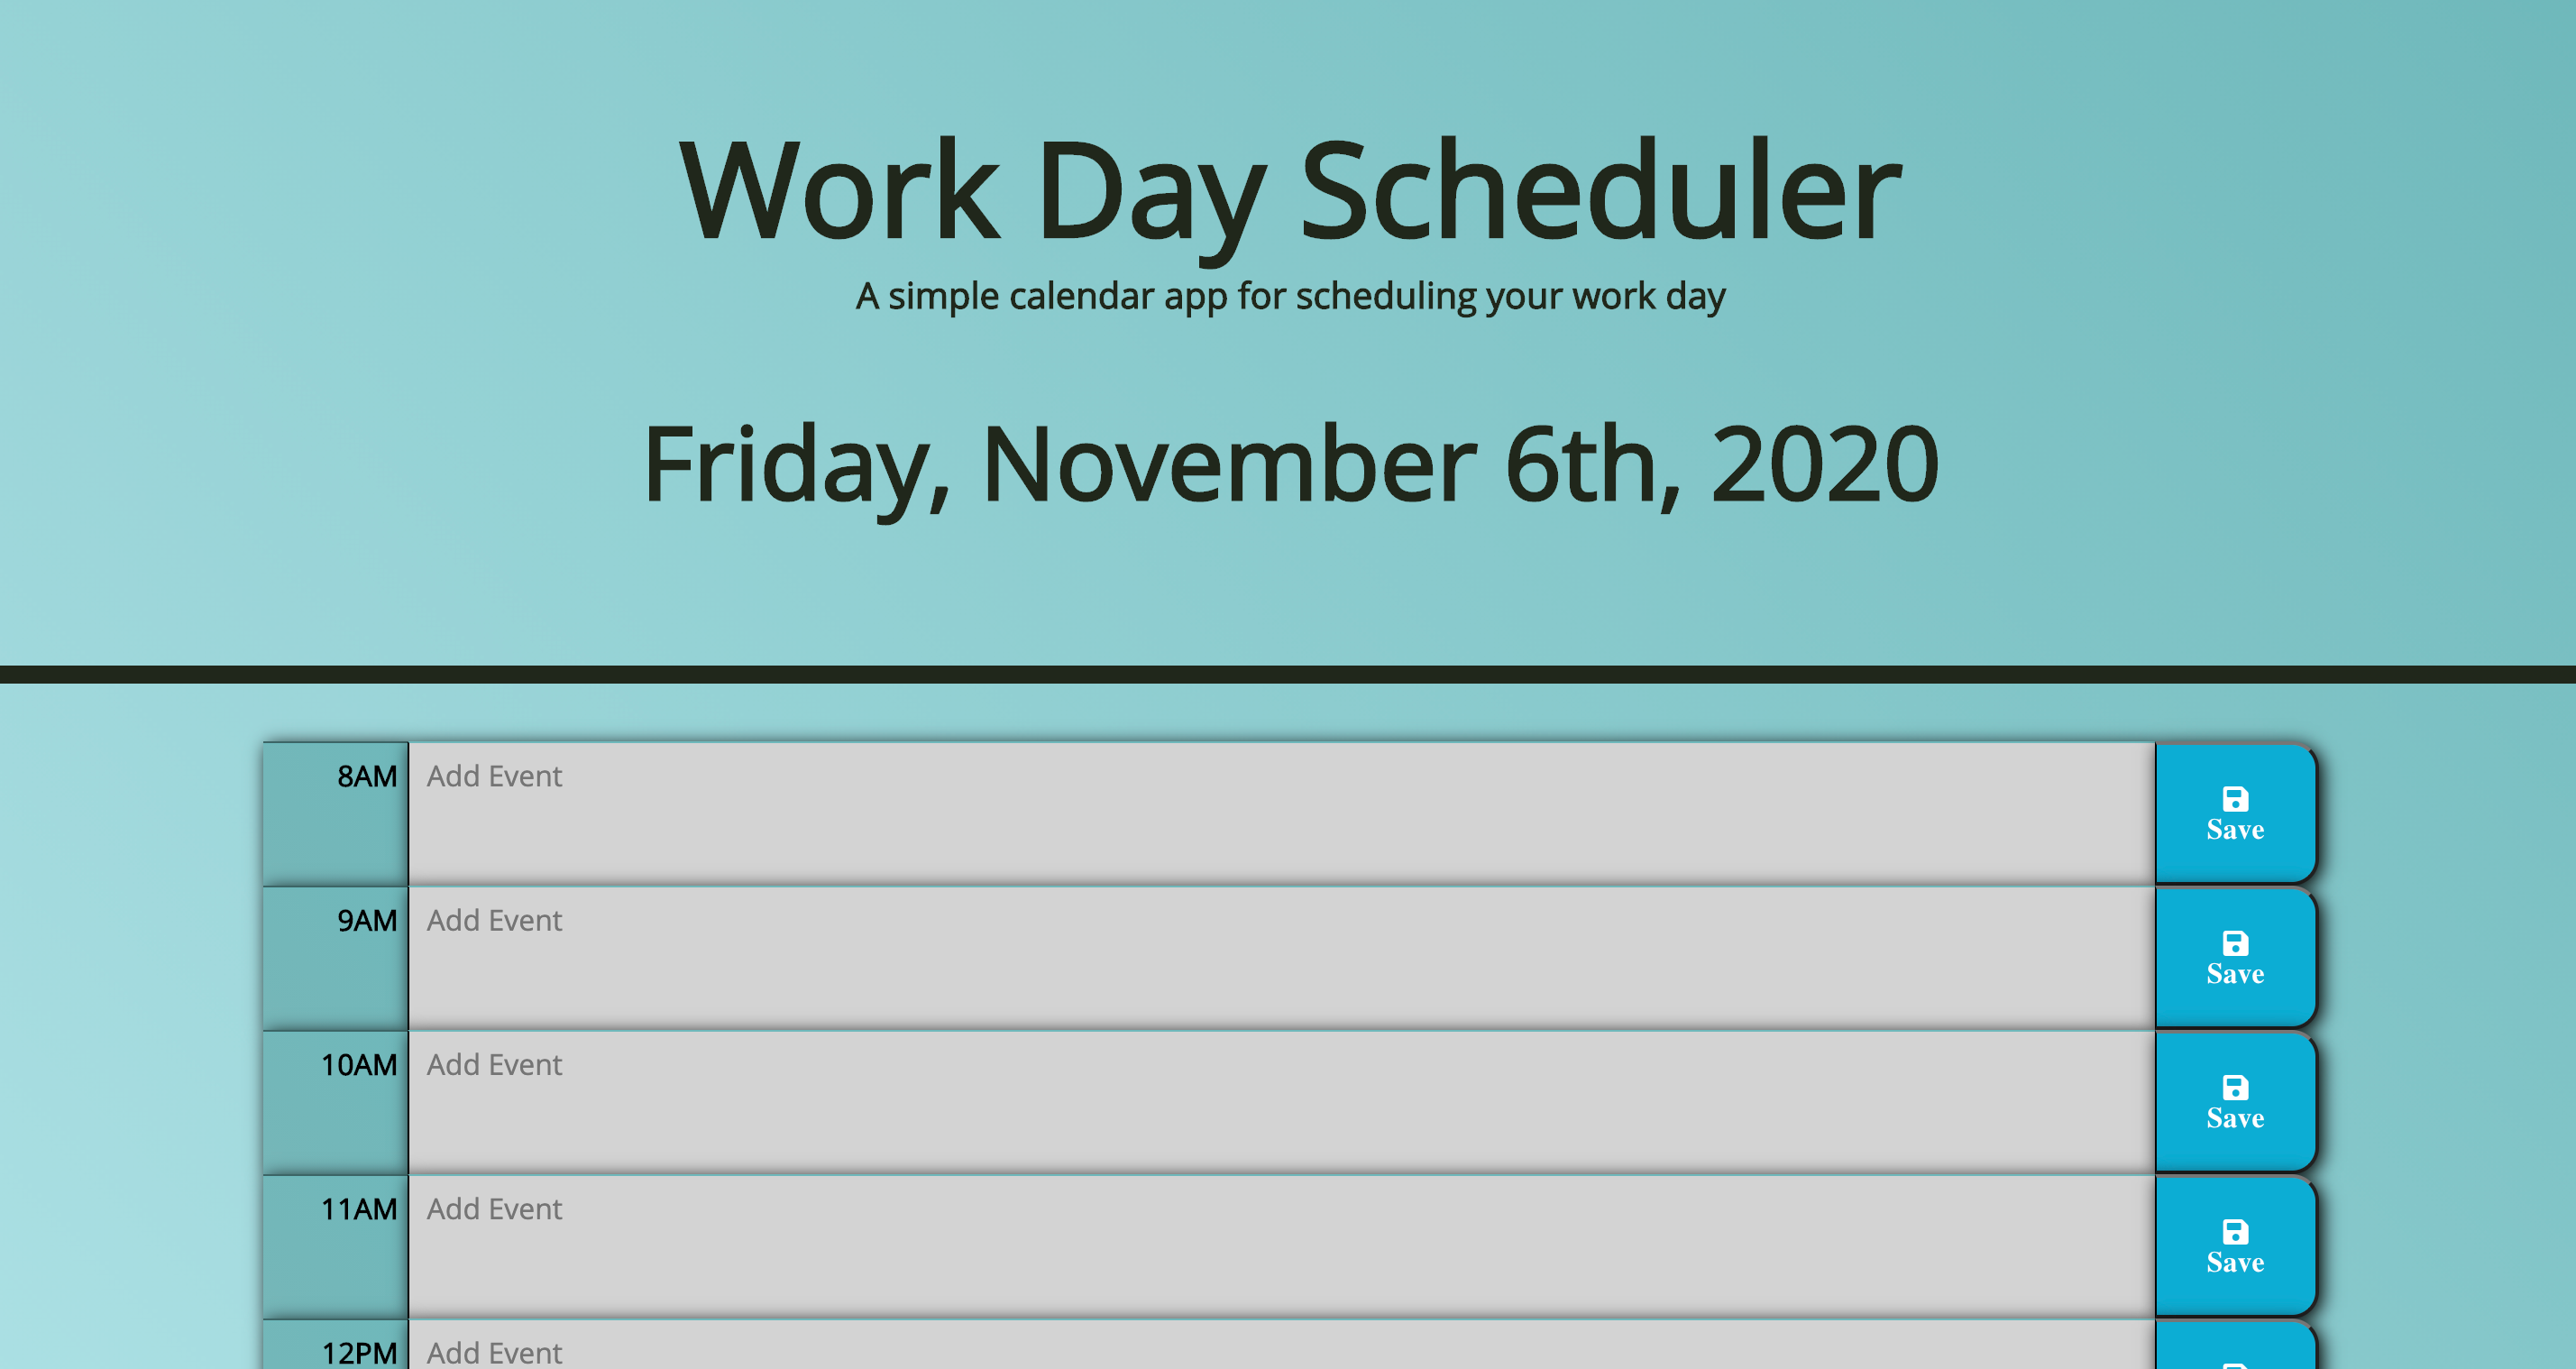 Work Day Scheduler
A simple calendar app for scheduling your work day
Friday, November 6th, 2020
8AM Add Event
Save
9AM Add Event
Save
10AM Add Event
Save
11AM Add Event
Save
12PM Add Event